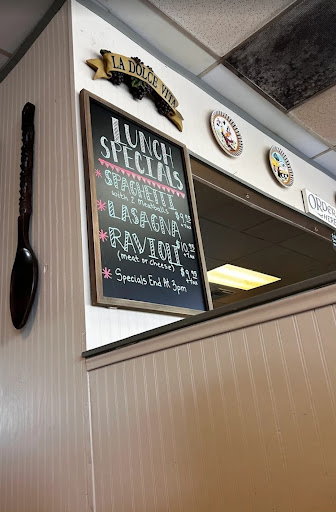 LA DOLCE VITA
LUNCH
SPECIALS
* SPAGHETTI
with 2 Meatballs
* LASAGNA
* RAVIOLI
(meat or cheese)
* Specials End At 3pm
ORDER
HERE